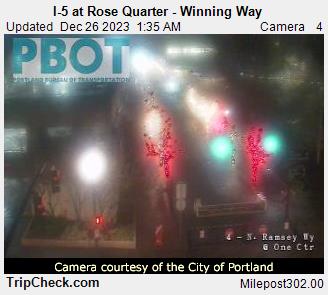 I-5 at Rose Quarter - Winning Way
Updated Dec 26 2023 1:35 AM Camera 4
PBOT
PORTLAND BUREAU OF TRANSPORTATION
4 - N. Ramsey Wy
@ One Ctr
Camera courtesy of the City of Portland
TripCheck.com Milepost302.00